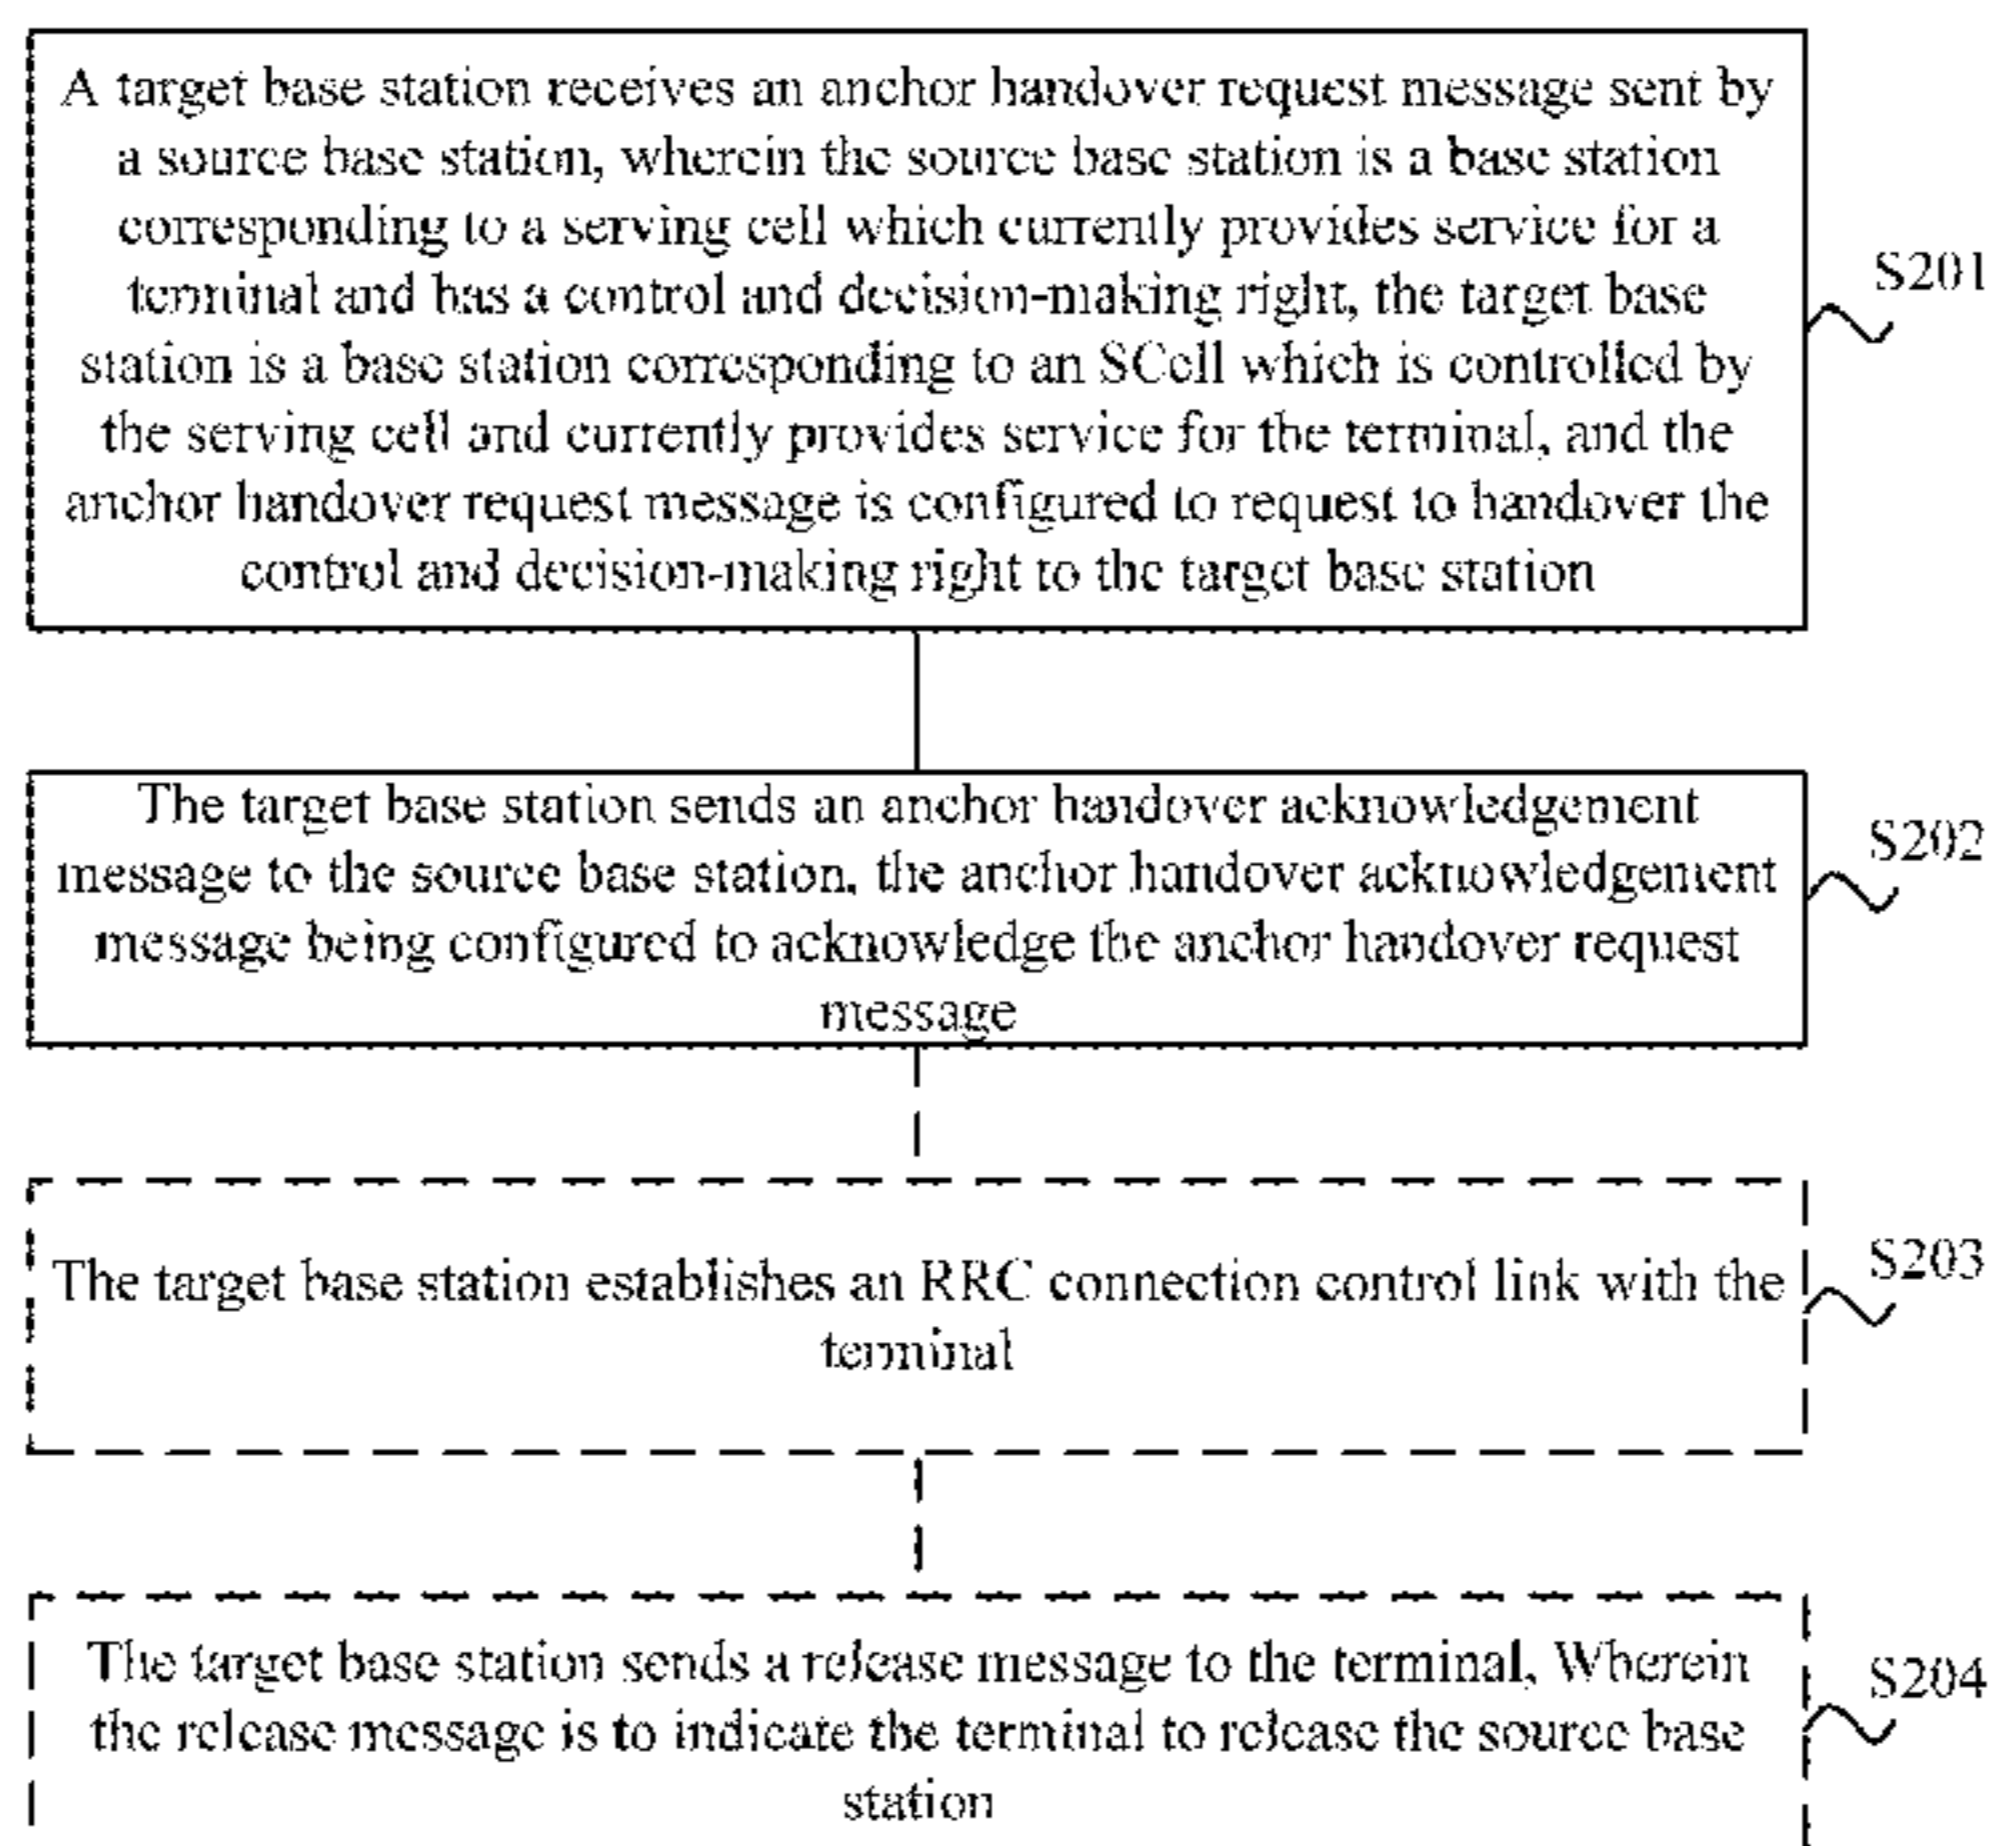 A target base station receives an anchor handover request message sent by
a source base station, wherein the source base station is a base station
corresponding to a serving cell which currently provides service for a
terminal and has a control and decision-making right, the target base
station is a base station corresponding to an SCell which is controlled by
the serving cell and currently provides service for the terminal, and the
anchor handover request message is configured to request to handover the
control and decision-making right to the target base station
S201
The target base station sends an anchor handover acknowledgement
message to the source base station, the anchor handover acknowledgement
message being configured to acknowledge the anchor handover request
message
S202
The target base station establishes an RRC connection control link with the
terminal
S203
The target base station sends a release message to the terminal, Wherein
the release message is to indicate the terminal to release the source base
station
S204